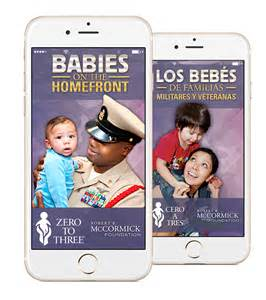 BABIES
ON THE
HOMEFRONT
ZERO
TO
THREE
ROBERT R.
McCORMICK
FOUNDATION
LOS BEBÉS
DE FAMILIAS
MILITARES Y VETERANAS
CERO
A
TRES
ROBERT R.
McCORMICK
FOUNDATION